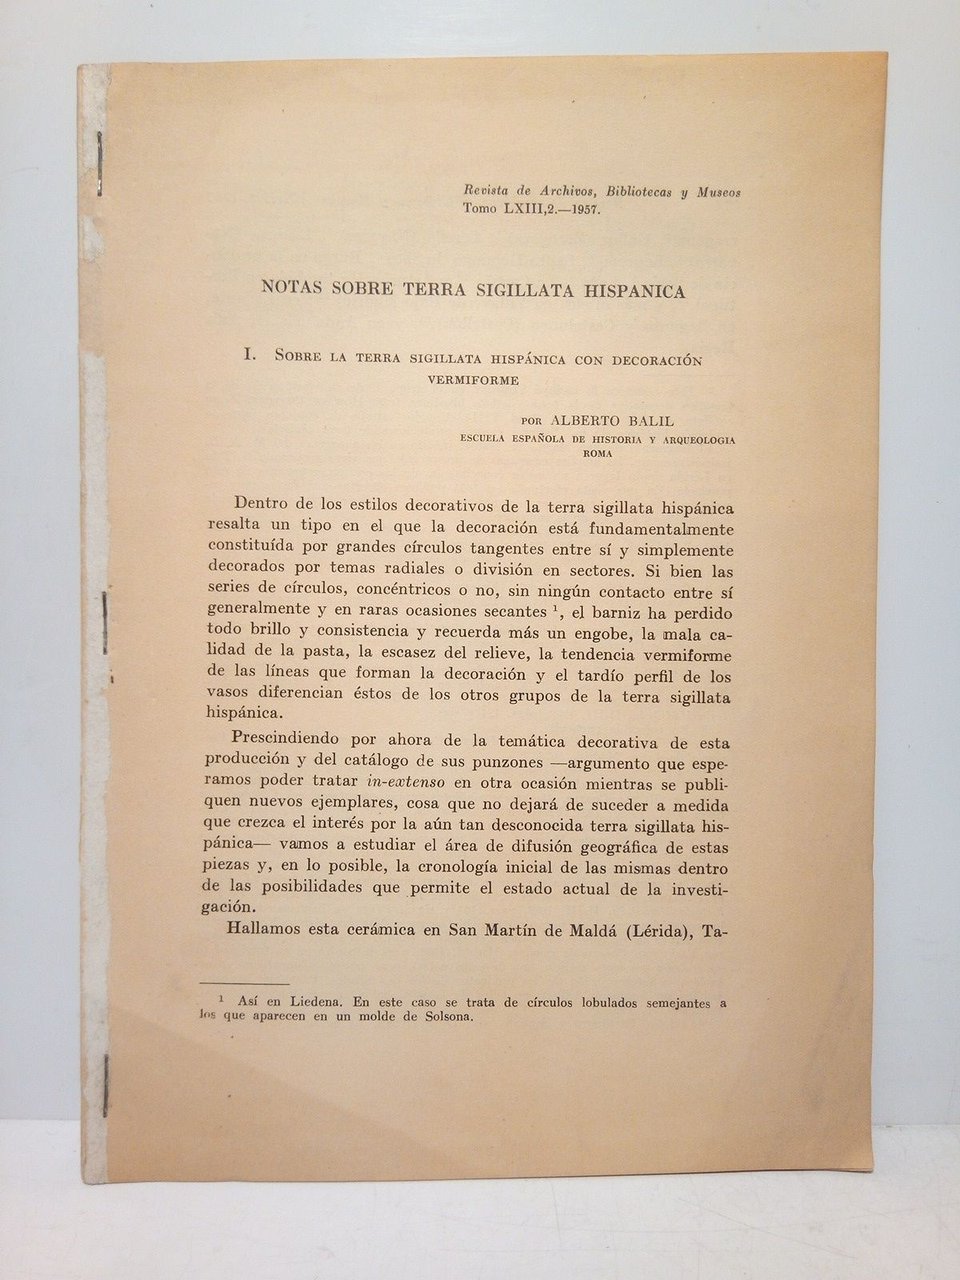 Revista de Archivos, Bibliotecas y Museos
Tomo LXIII,2.—1957.
NOTAS SOBRE TERRA SIGILLATA HISPANICA
I. Sobre la terra sigillata hispánica con decoración
vermiforme
por ALBERTO BALIL
ESCUELA ESPAÑOLA DE HISTORIA Y ARQUEOLOGIA
ROMA
Dentro de los estilos decorativos de la terra sigillata hispánica
resalta un tipo en el que la decoración está fundamentalmente
constituída por grandes círculos tangentes entre sí y simplemente
decorados por temas radiales o división en sectores. Si bien las
series de círculos, concéntricos o no, sin ningún contacto entre sí
generalmente y en raras ocasiones secantes ¹, el barniz ha perdido
todo brillo y consistencia y recuerda más un engobe, la mala ca-
lidad de la pasta, la escasez del relieve, la tendencia vermiforme
de las líneas que forman la decoración y el tardío perfil de los
vasos diferencian éstos de los otros grupos de la terra sigillata
hispánica.
Prescindiendo por ahora de la temática decorativa de esta
producción y del catálogo de sus punzones —argumento que espe-
ramos poder tratar in-extenso en otra ocasión mientras se publi-
quen nuevos ejemplares, cosa que no dejará de suceder a medida
que crezca el interés por la aún tan desconocida terra sigillata his-
pánica— vamos a estudiar el área de difusión geográfica de estas
piezas y, en lo posible, la cronología inicial de las mismas dentro
de las posibilidades que permite el estado actual de la investi-
gación.
Hallamos esta cerámica en San Martín de Maldá (Lérida), Ta-
¹ Así en Liedena. En este caso se trata de círculos lobulados semejantes a
los que aparecen en un molde de Solsona.